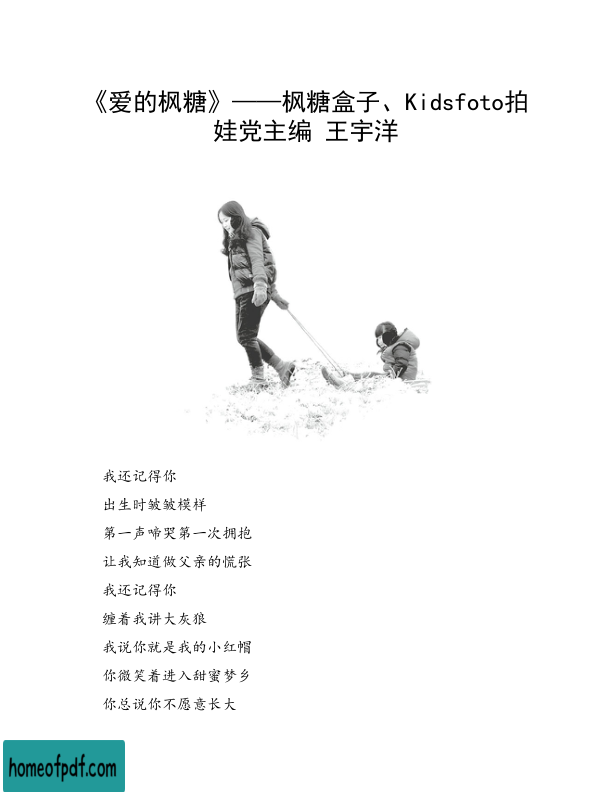 《爱的枫糖》——枫糖盒子、Kidsfoto拍
娃党主编 王宇洋
我还记得你
出生时皱皱模样
第一声啼哭第一次拥抱
让我知道做父亲的慌张
我还记得你
缠着我讲大灰狼
我说你就是我的小红帽
你微笑着进入甜蜜梦乡
你总说你不愿意长大
homeofpdf.com